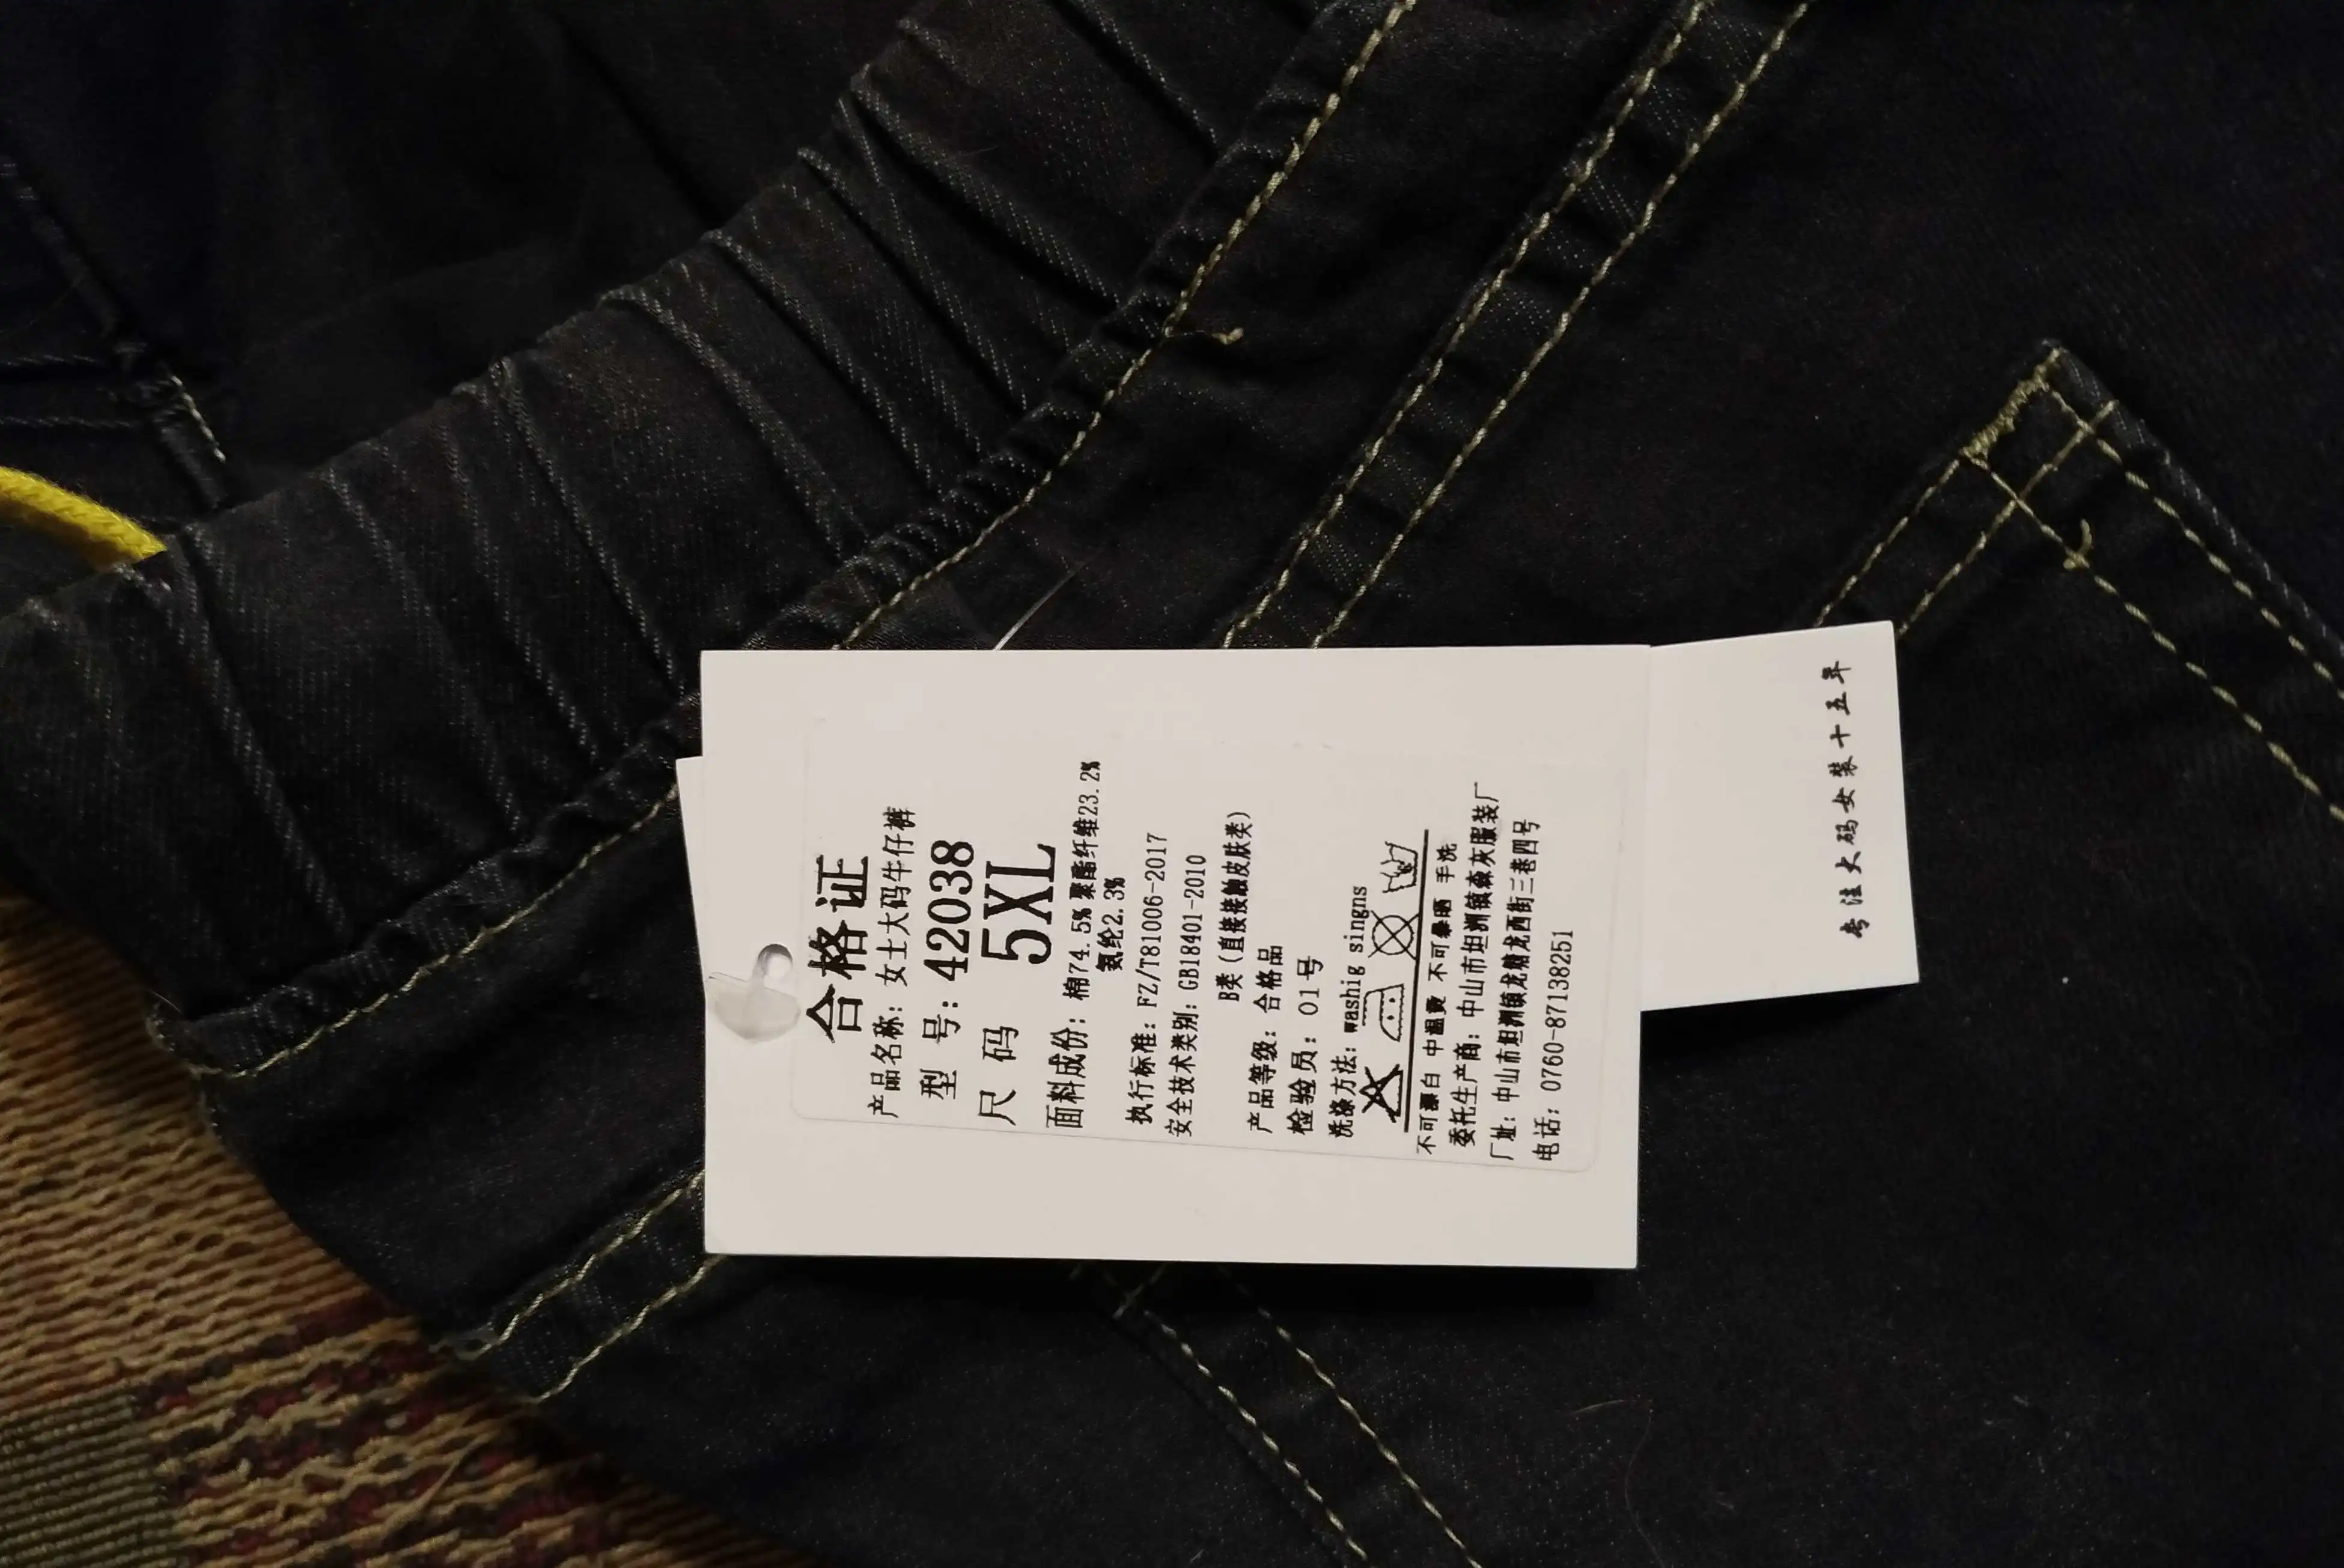 合格证
产品名称: 女士大码牛仔裤
型 号: 42038
尺 码 5XL
面料成份: 棉74.5% 聚酯纤维23.2%
氨纶2.3%
执行标准: FZ/T81006-2017
安全技术类别: GB18401-2010
B类 (直接接触皮肤类)
产品等级: 合格品
检验员: 01号
洗涤方法: washig singns
不可漂白 中温熨 不可暴晒 手洗
委托生产商: 中山市坦洲镇森灰服装厂
厂址: 中山市坦洲镇龙塘龙西街三巷四号
电话: 0760-87138251
专注大码女装十五年